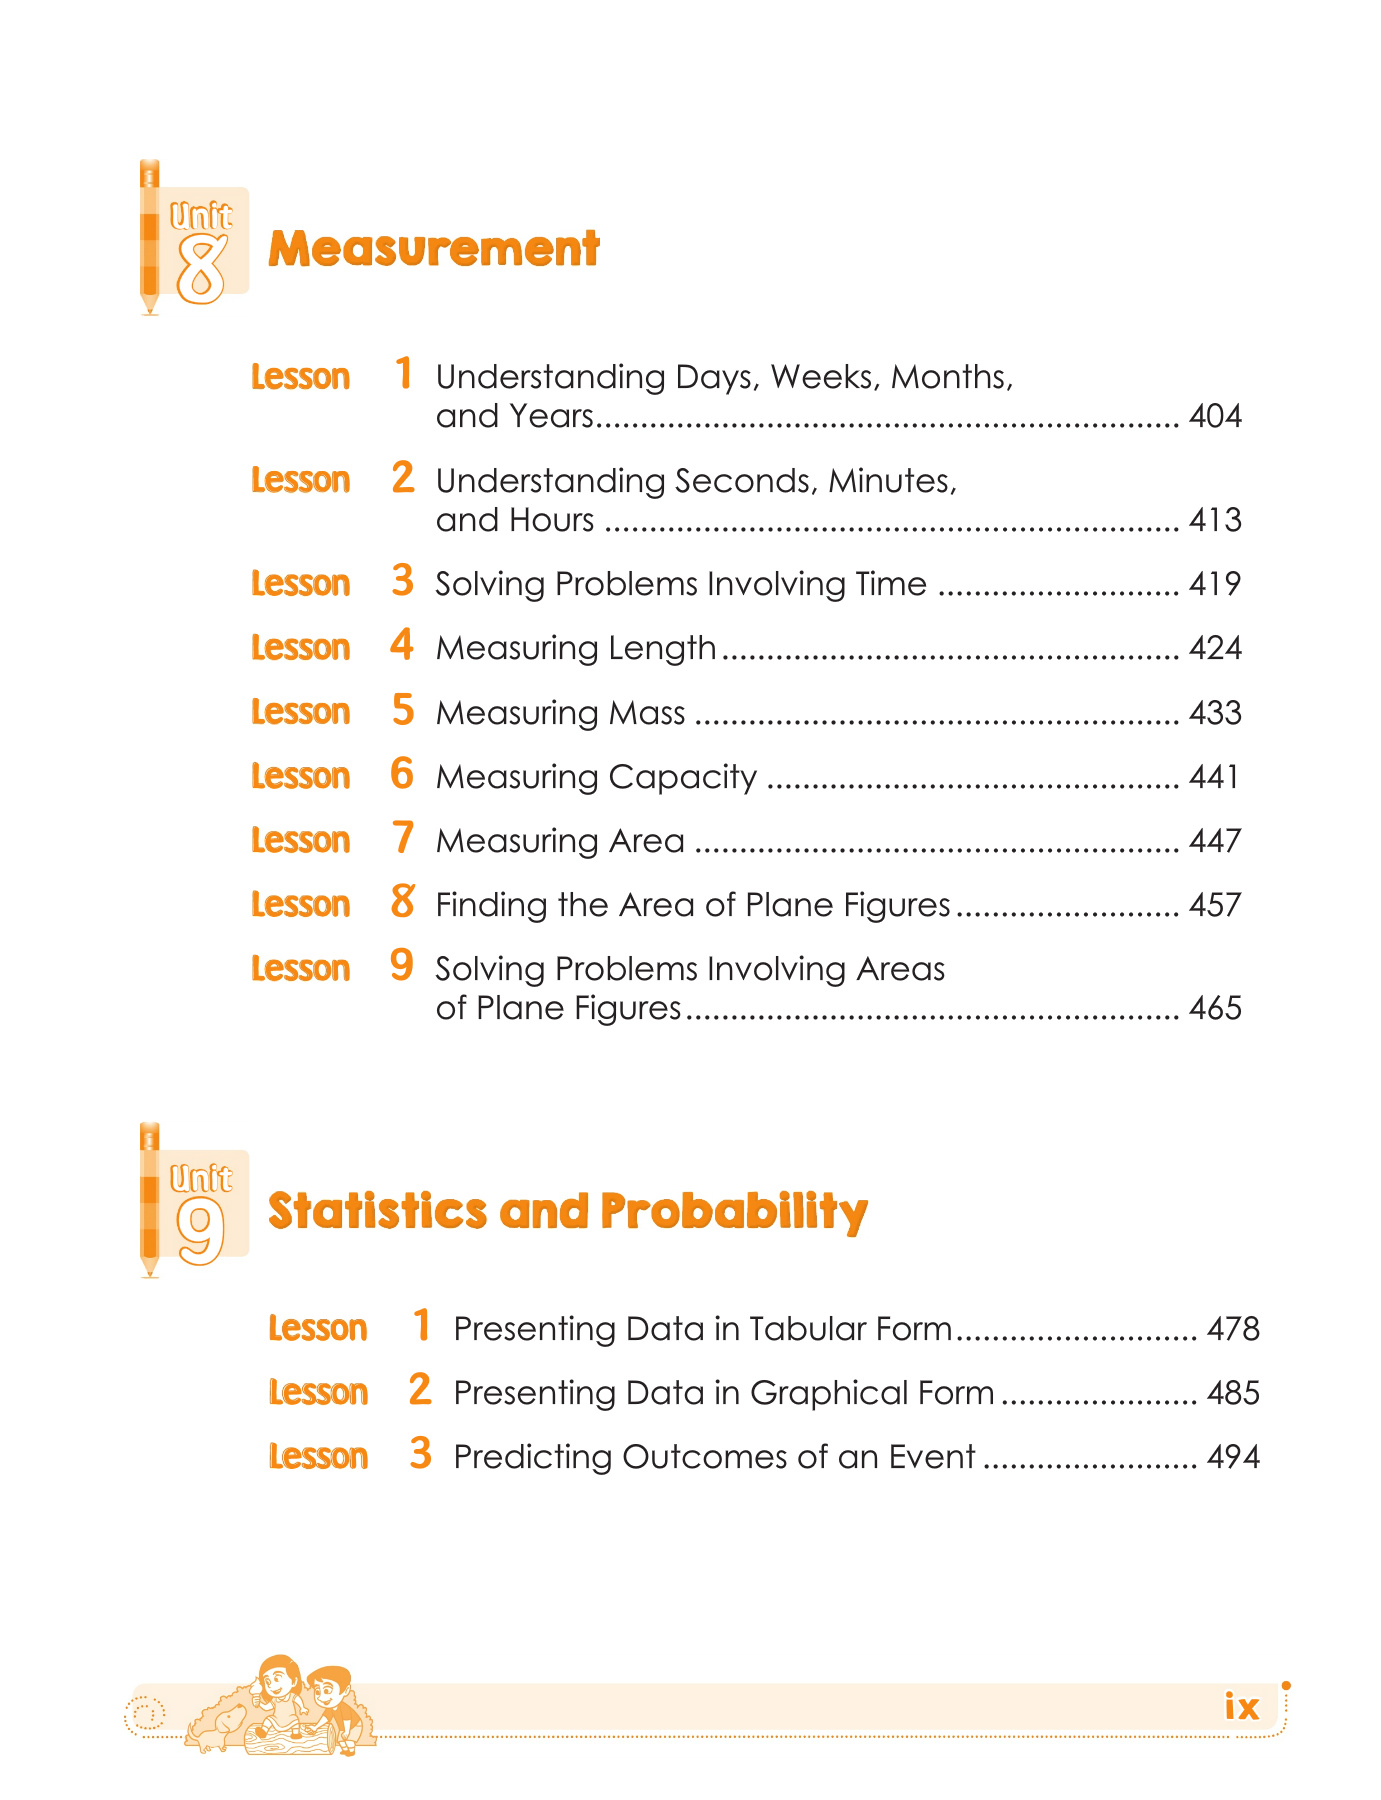 Unit
8
Measurement
Lesson 1 Understanding Days, Weeks, Months,
and Years................................................................. 404
Lesson 2 Understanding Seconds, Minutes,
and Hours ................................................................ 413
Lesson 3 Solving Problems Involving Time ........................... 419
Lesson 4 Measuring Length................................................... 424
Lesson 5 Measuring Mass ...................................................... 433
Lesson 6 Measuring Capacity .............................................. 441
Lesson 7 Measuring Area ...................................................... 447
Lesson 8 Finding the Area of Plane Figures......................... 457
Lesson 9 Solving Problems Involving Areas
of Plane Figures....................................................... 465
Unit
9
Statistics and Probability
Lesson 1 Presenting Data in Tabular Form........................... 478
Lesson 2 Presenting Data in Graphical Form...................... 485
Lesson 3 Predicting Outcomes of an Event ........................ 494
ix